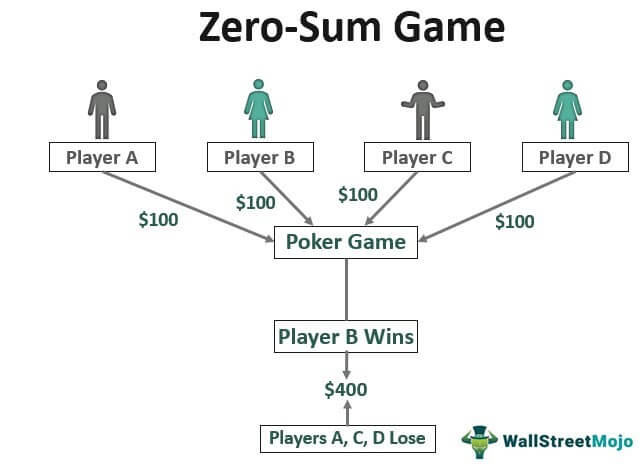 Zero-Sum Game
Player A
Player B
Player C
Player D
$100
$100
$100
$100
Poker Game
Player B Wins
$400
Players A, C, D Lose
WallStreetMojo